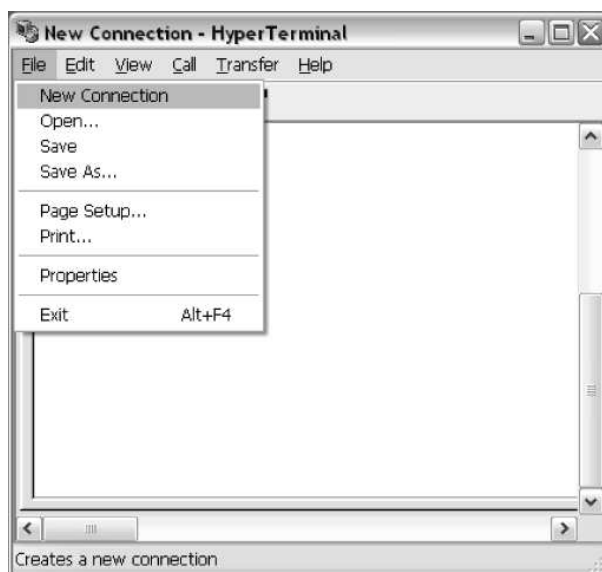 New Connection - HyperTerminal
File Edit View Call Transfer Help
New Connection
Open...
Save
Save As...
Page Setup...
Print...
Properties
Exit Alt+F4
Creates a new connection